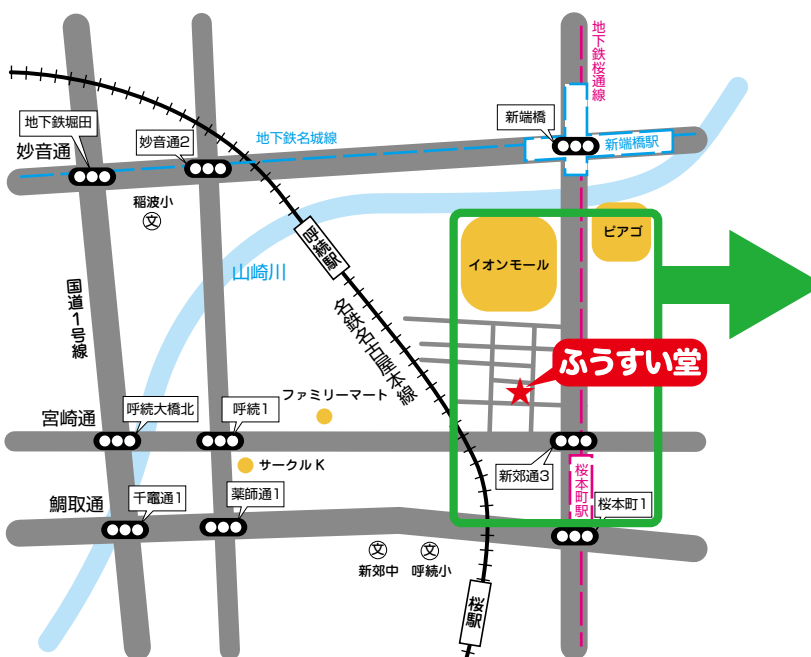 地下鉄桜通線
新端橋
地下鉄堀田
妙音通2
地下鉄名城線
新端橋駅
妙音通
稲波小
文
ピアゴ
イオンモール
呼続駅
山崎川
国道1号線
名鉄名古屋本線
ふうすい堂
ファミリーマート
呼続大橋北
呼続1
宮崎通
サークルK
新郊通3
桜本町駅
千竈通1
薬師通1
桜本町1
鯛取通
文
文
新郊中
呼続小
桜駅